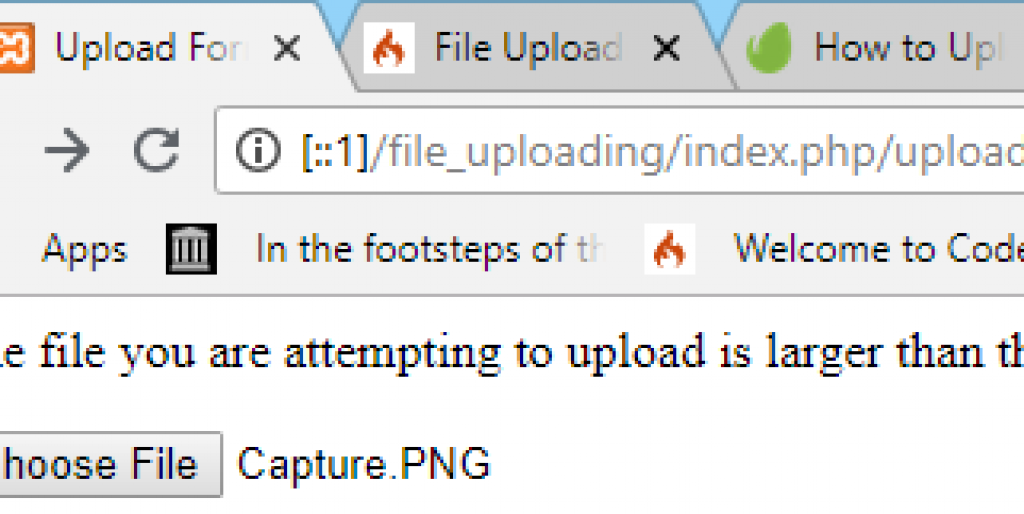 Upload For File Upload How to Upl
[::1]/file_uploading/index.php/upload
Apps In the footsteps of th Welcome to Code
e file you are attempting to upload is larger than th
hoose File Capture.PNG